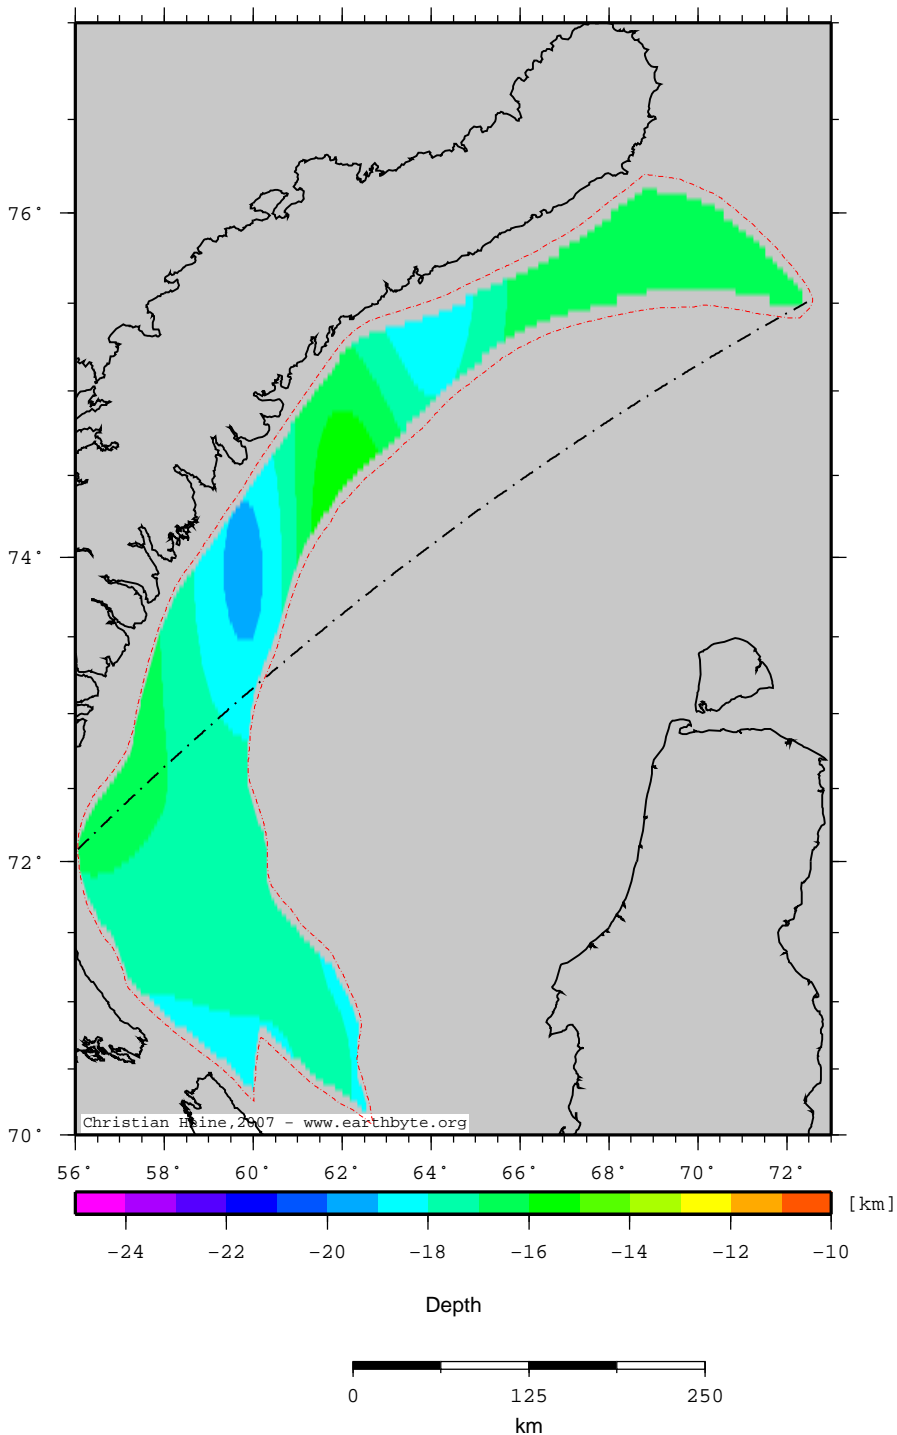 76°
74°
72°
70°
Christian Heine,2007 - www.earthbyte.org
56° 58° 60° 62° 64° 66° 68° 70° 72°
[km]
−24 −22 −20 −18 −16 −14 −12 −10
Depth
0 125 250
km